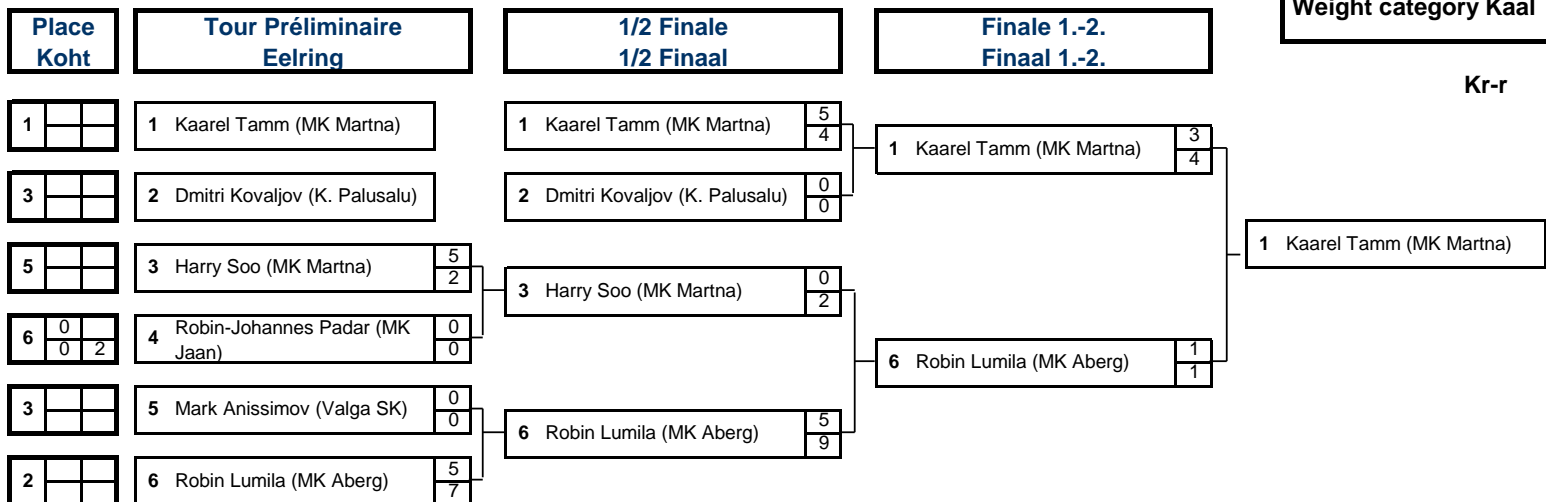 Weight category Kaal
Place
Koht
Tour Préliminaire
Eelring
1/2 Finale
1/2 Finaal
Finale 1.-2.
Finaal 1.-2.
Kr-r
1
1 Kaarel Tamm (MK Martna)
1 Kaarel Tamm (MK Martna) 5
4
1 Kaarel Tamm (MK Martna) 3
4
3
2 Dmitri Kovaljov (K. Palusalu)
2 Dmitri Kovaljov (K. Palusalu) 0
0
1 Kaarel Tamm (MK Martna)
5
3 Harry Soo (MK Martna) 5
2
3 Harry Soo (MK Martna) 0
2
6 0
0 2
4 Robin-Johannes Padar (MK
Jaan) 0
0
6 Robin Lumila (MK Aberg) 1
1
3
5 Mark Anissimov (Valga SK) 0
0
6 Robin Lumila (MK Aberg) 5
9
2
6 Robin Lumila (MK Aberg) 5
7